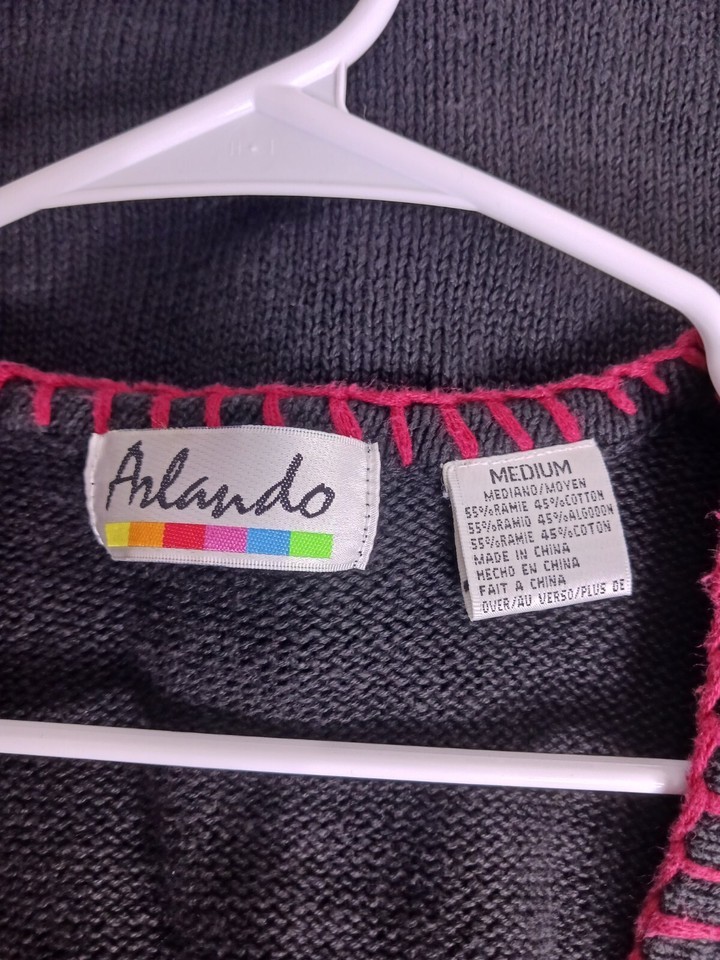 Arlando
MEDIUM
MEDIANO/MOYEN
55%RAMIE 45%COTTON
55%RAMIO 45%ALGODON
55%RAMIE 45%COTON
MADE IN CHINA
HECHO EN CHINA
FAIT A CHINA
OVER/AU VERSO/PLUS DE